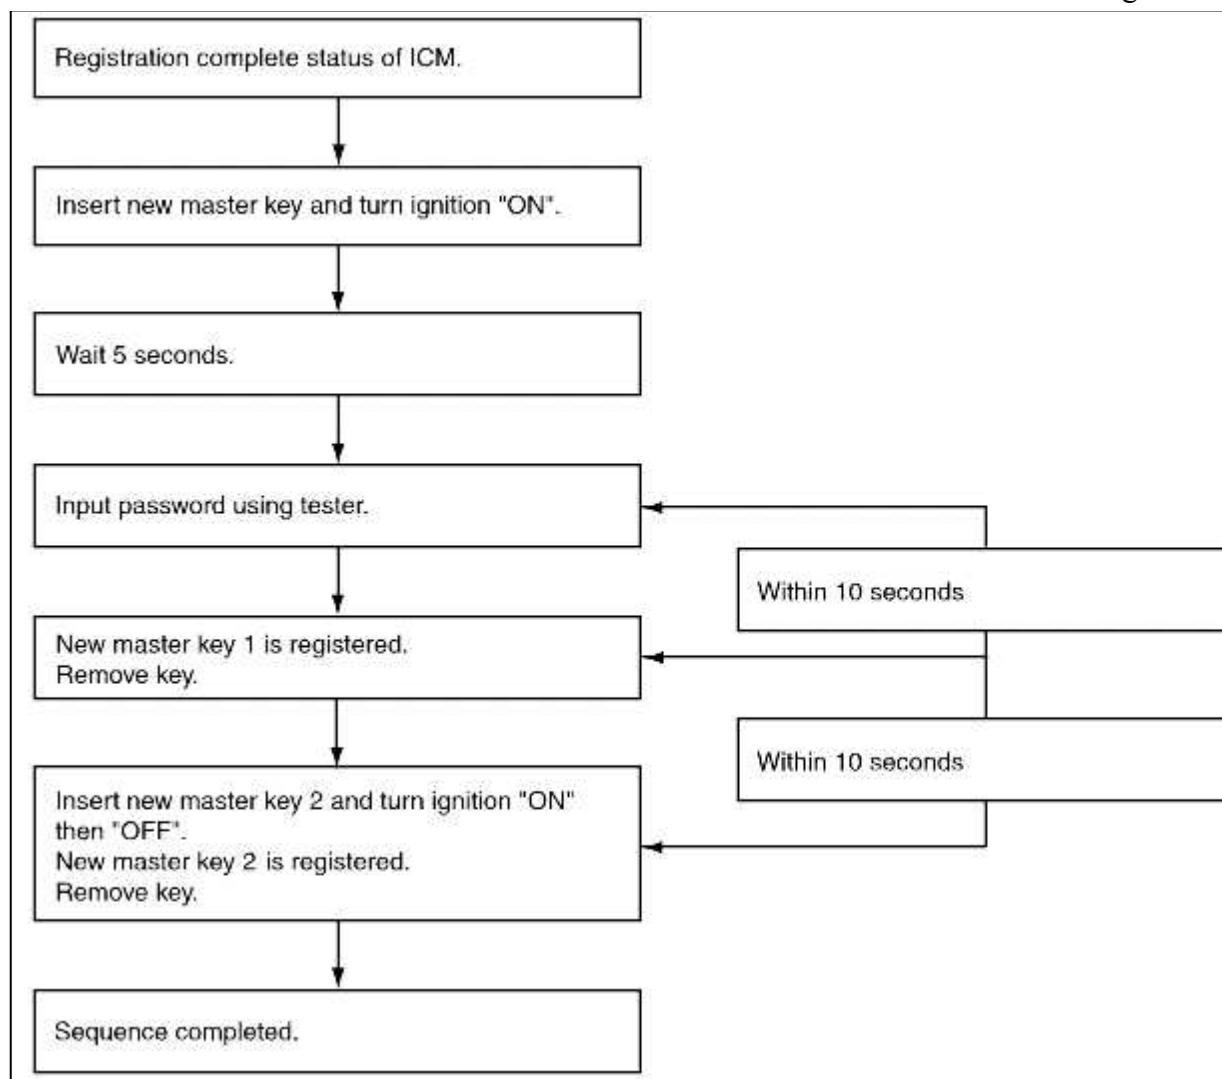 Registration complete status of ICM.
Insert new master key and turn ignition "ON".
Wait 5 seconds.
Input password using tester.
Within 10 seconds
New master key 1 is registered.
Remove key.
Within 10 seconds
Insert new master key 2 and turn ignition "ON"
then "OFF".
New master key 2 is registered.
Remove key.
Sequence completed.